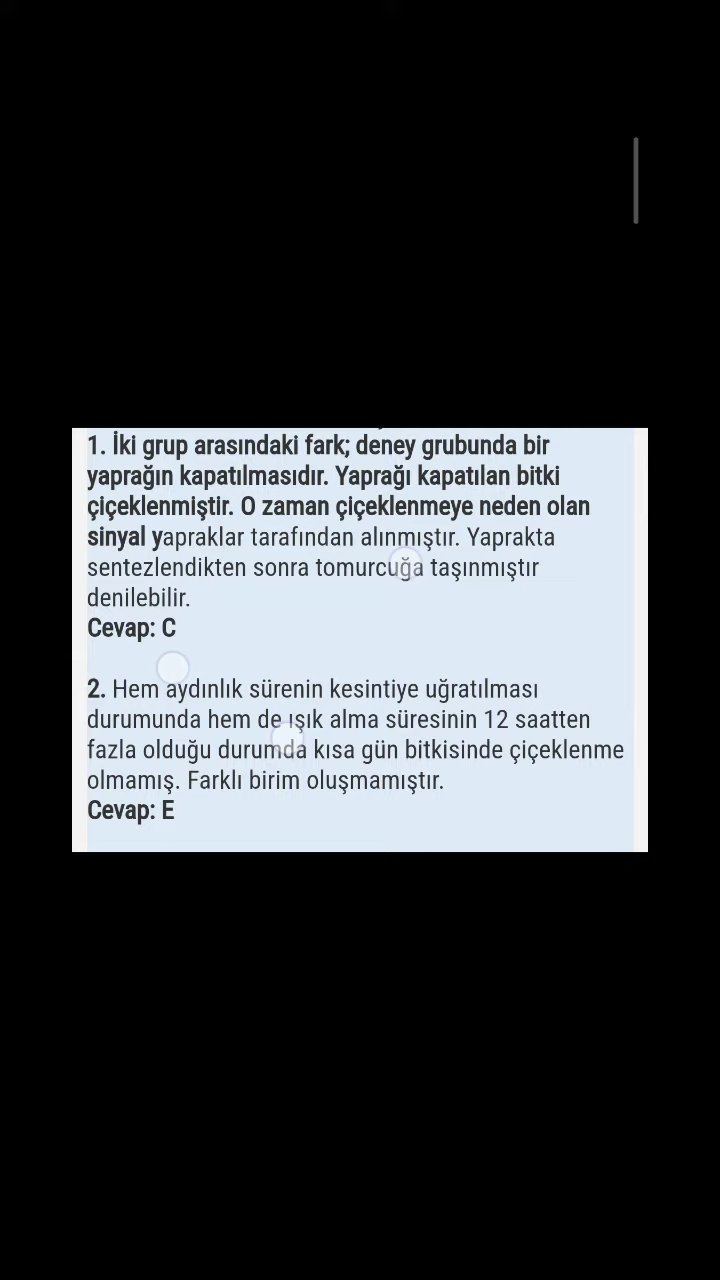 1. İki grup arasındaki fark; deney grubunda bir
yaprağın kapatılmasıdır. Yaprağı kapatılan bitki
çiçeklenmiştir. O zaman çiçeklenmeye neden olan
sinyal yapraklar tarafından alınmıştır. Yaprakta
sentezlendikten sonra tomurcuğa taşınmıştır
denilebilir.
Cevap: C
2. Hem aydınlık sürenin kesintiye uğratılması
durumunda hem de ışık alma süresinin 12 saatten
fazla olduğu durumda kısa gün bitkisinde çiçeklenme
olmamış. Farklı birim oluşmamıştır.
Cevap: E